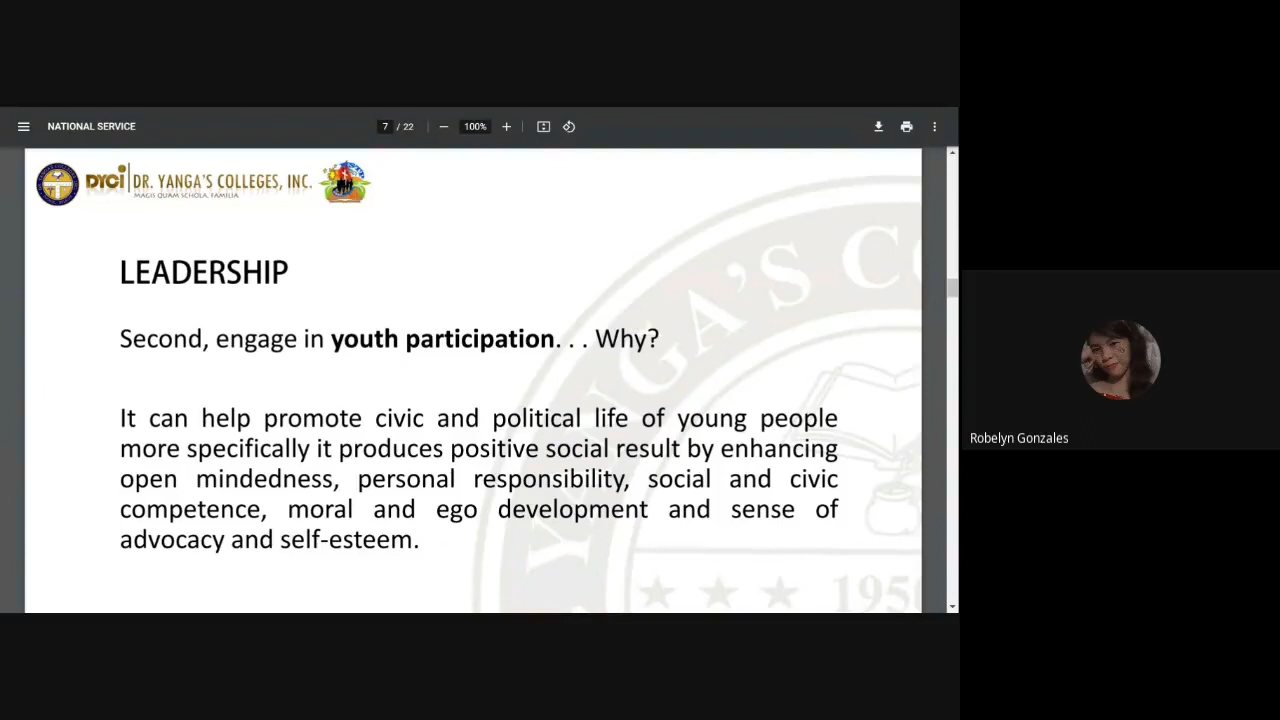 NATIONAL SERVICE
7 / 22
100%
DYCI DR. YANGA'S COLLEGES, INC.
MAGIS QUAM SCHOLA, FAMILIA
LEADERSHIP
Second, engage in youth participation. . . Why?
It can help promote civic and political life of young people
more specifically it produces positive social result by enhancing
open mindedness, personal responsibility, social and civic
competence, moral and ego development and sense of
advocacy and self-esteem.
YANGA'S CO
1950
Robelyn Gonzales